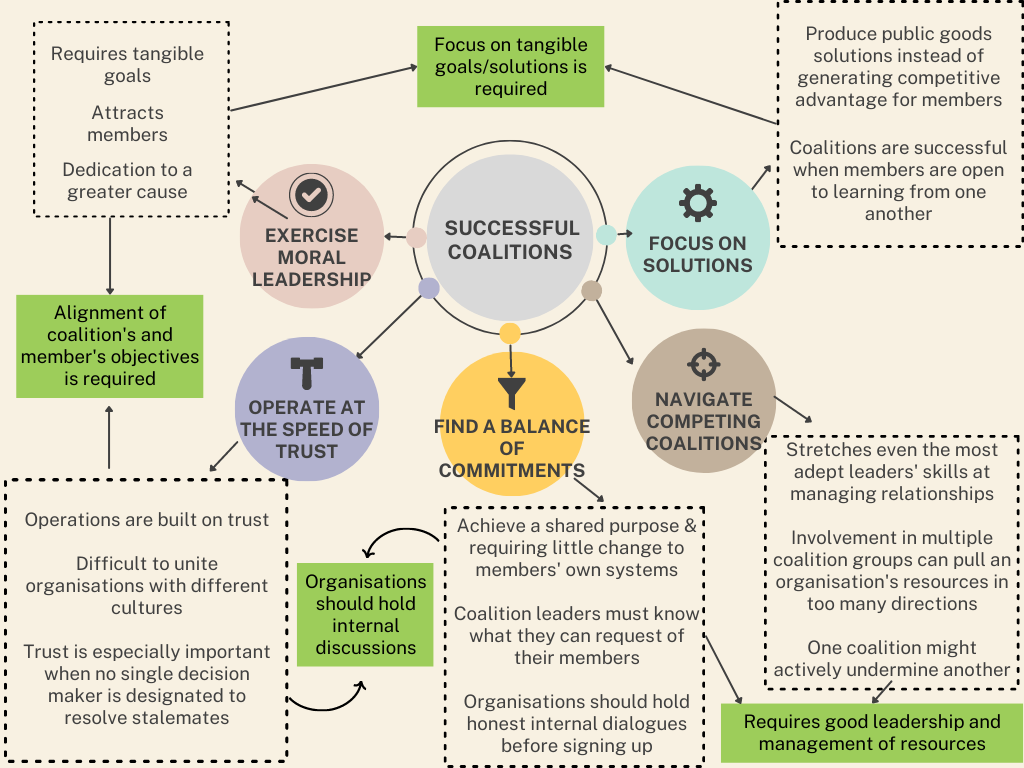 Requires tangible
goals
Attracts
members
Dedication to a
greater cause
Focus on tangible
goals/solutions is
required
Produce public goods
solutions instead of
generating competitive
advantage for members
Coalitions are successful
when members are open
to learning from one
another
EXERCISE
MORAL
LEADERSHIP
SUCCESSFUL
COALITIONS
FOCUS ON
SOLUTIONS
Alignment of
coalition's and
member's objectives
is required
OPERATE AT
THE SPEED OF
TRUST
FIND A BALANCE
OF
COMMITMENTS
NAVIGATE
COMPETING
COALITIONS
Operations are built on trust
Difficult to unite
organisations with different
cultures
Trust is especially important
when no single decision
maker is designated to
resolve stalemates
Organisations
should hold
internal
discussions
Achieve a shared purpose &
requiring little change to
members' own systems
Coalition leaders must know
what they can request of
their members
Organisations should hold
honest internal dialogues
before signing up
Stretches even the most
adept leaders' skills at
managing relationships
Involvement in multiple
coalition groups can pull an
organisation's resources in
too many directions
One coalition might
actively undermine another
Requires good leadership and
management of resources